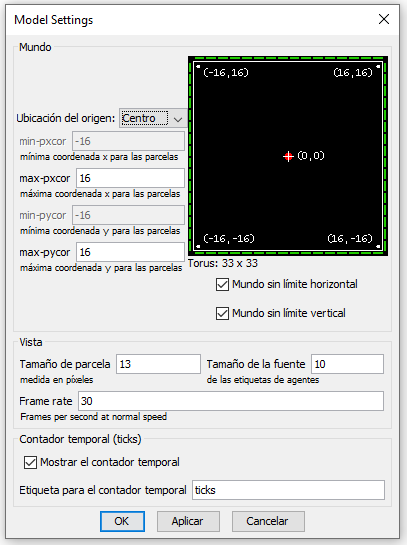 Model Settings
Mundo
(-16,16) (16,16)
Ubicación del origen: Centro
min-pxcor -16
mínima coordenada x para las parcelas
(0,0)
max-pxcor 16
máxima coordenada x para las parcelas
min-pycor -16
mínima coordenada y para las parcelas
(-16,-16) (16,-16)
max-pycor 16
máxima coordenada y para las parcelas
Torus: 33 x 33
Mundo sin límite horizontal
Mundo sin límite vertical
Vista
Tamaño de parcela 13 Tamaño de la fuente 10
medida en píxeles de las etiquetas de agentes
Frame rate 30
Frames per second at normal speed
Contador temporal (ticks)
Mostrar el contador temporal
Etiqueta para el contador temporal ticks
OK Aplicar Cancelar